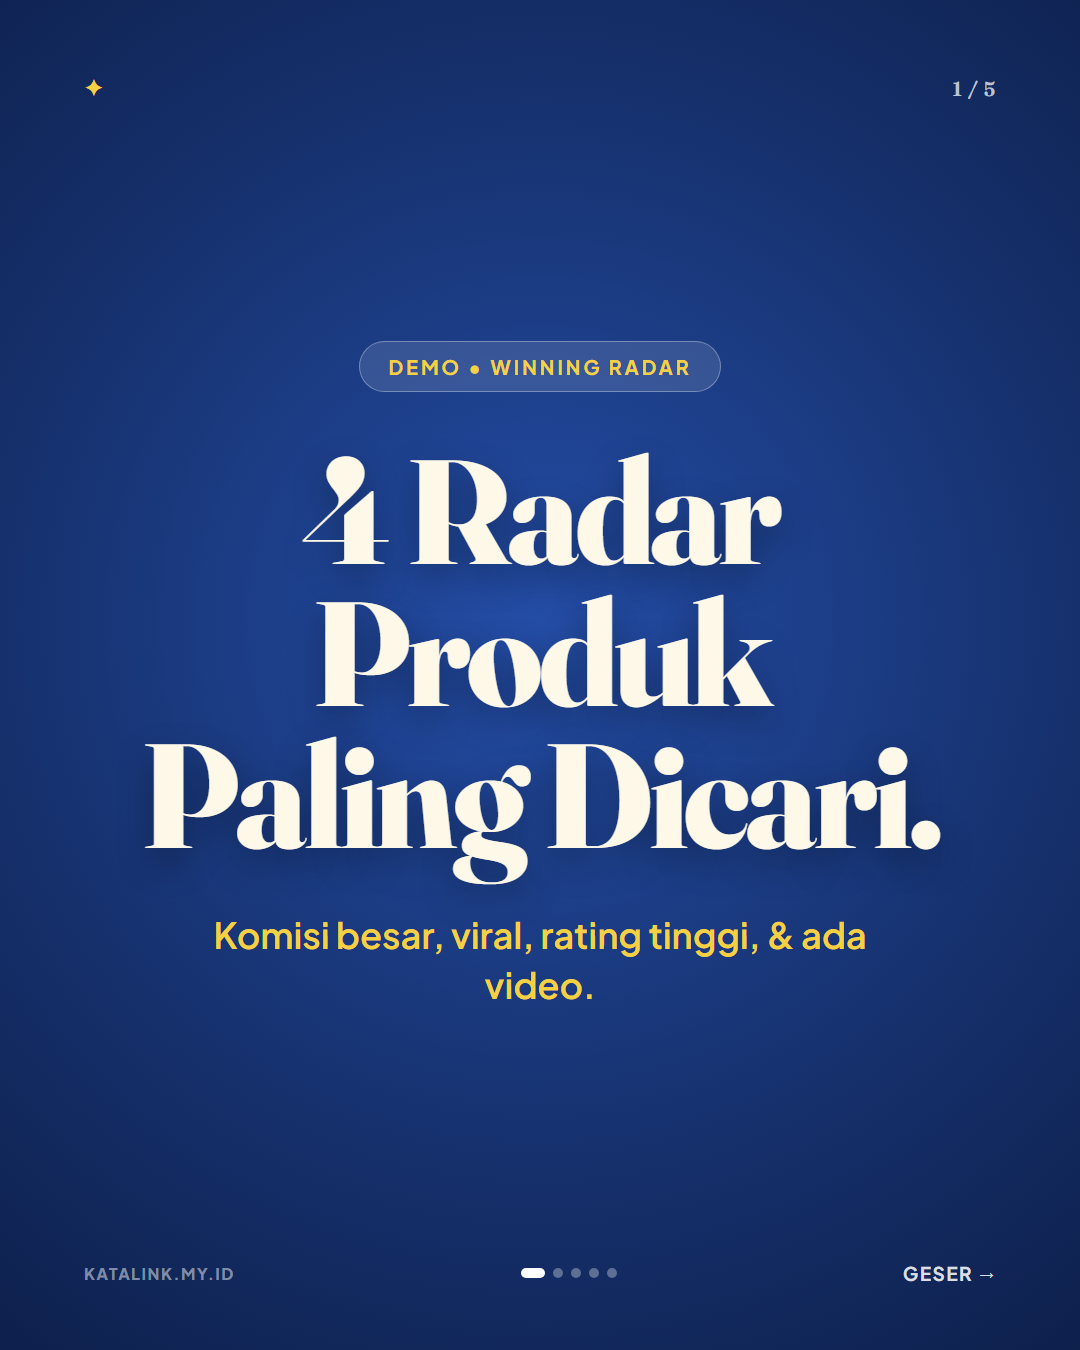 ✦
1 / 5
DEMO ● WINNING RADAR
4 Radar
Produk
Paling Dicari.
Komisi besar, viral, rating tinggi, & ada
video.
KATALINK.MY.ID
GESER →